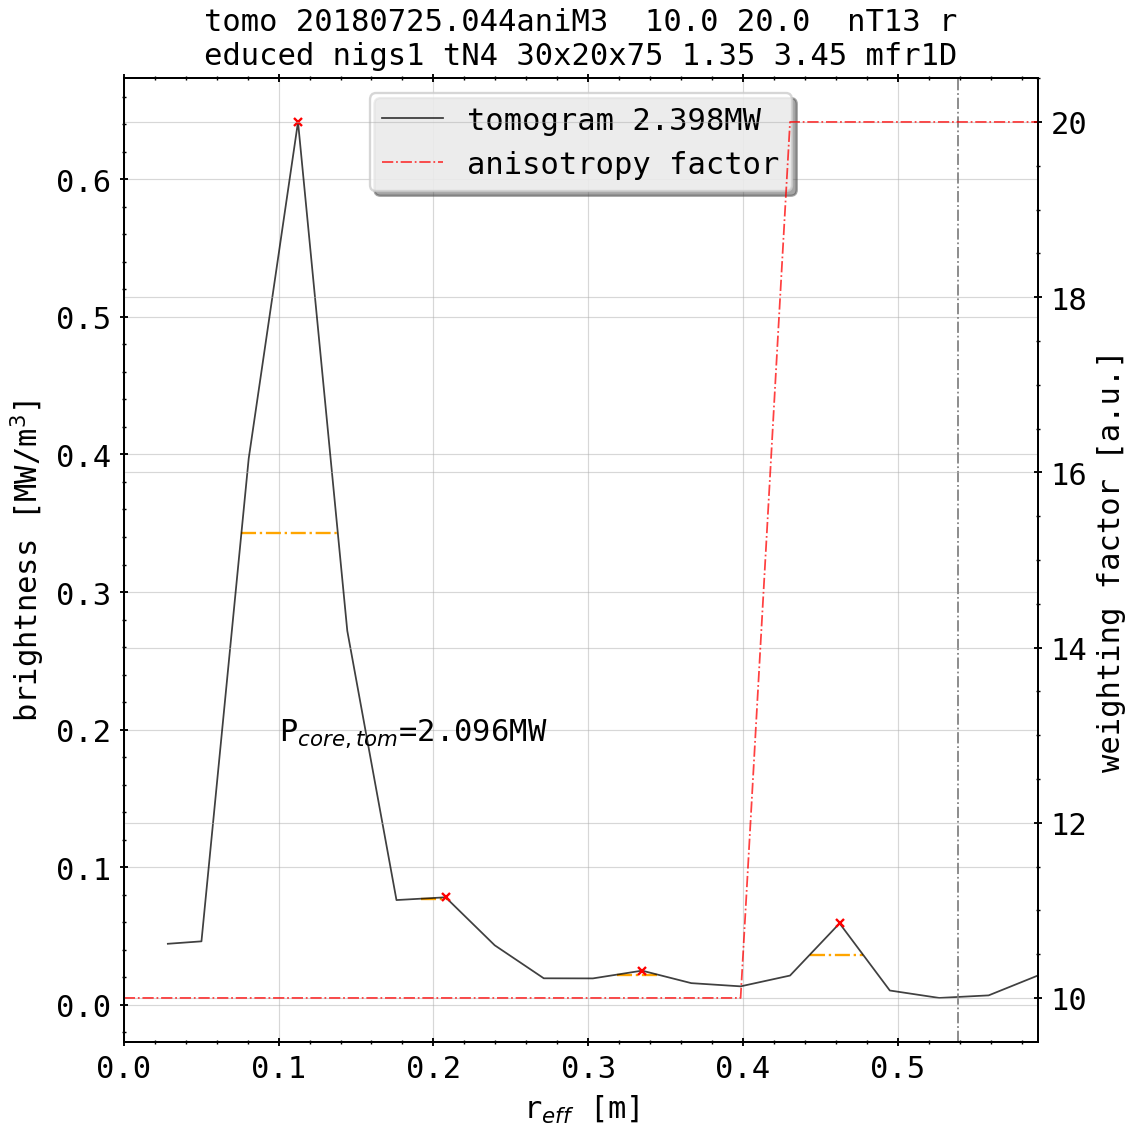 tomo 20180725.044aniM3  10.0 20.0  nT13 r
educed nigs1 tN4 30x20x75 1.35 3.45 mfr1D
tomogram 2.398MW
anisotropy factor
brightness [MW/m³]
0.6
0.5
0.4
0.3
0.2
0.1
0.0
P_core,tom=2.096MW
20
18
16
14
12
10
weighting factor [a.u.]
0.0 0.1 0.2 0.3 0.4 0.5
r_eff [m]